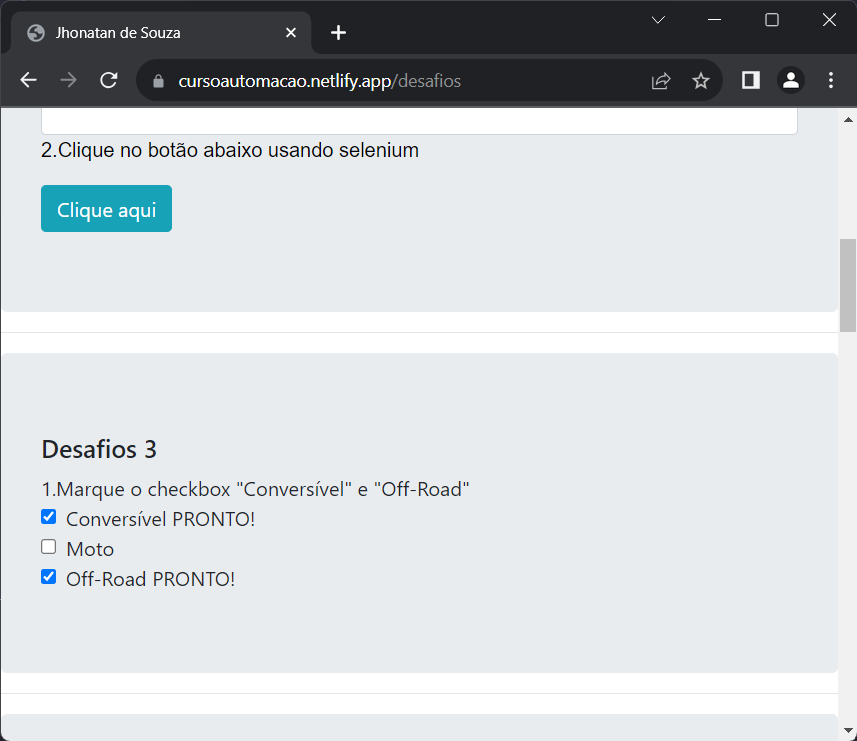 Jhonatan de Souza
cursoautomacao.netlify.app/desafios
2.Clique no botão abaixo usando selenium
Clique aqui
Desafios 3
1.Marque o checkbox "Conversível" e "Off-Road"
Conversível PRONTO!
Moto
Off-Road PRONTO!